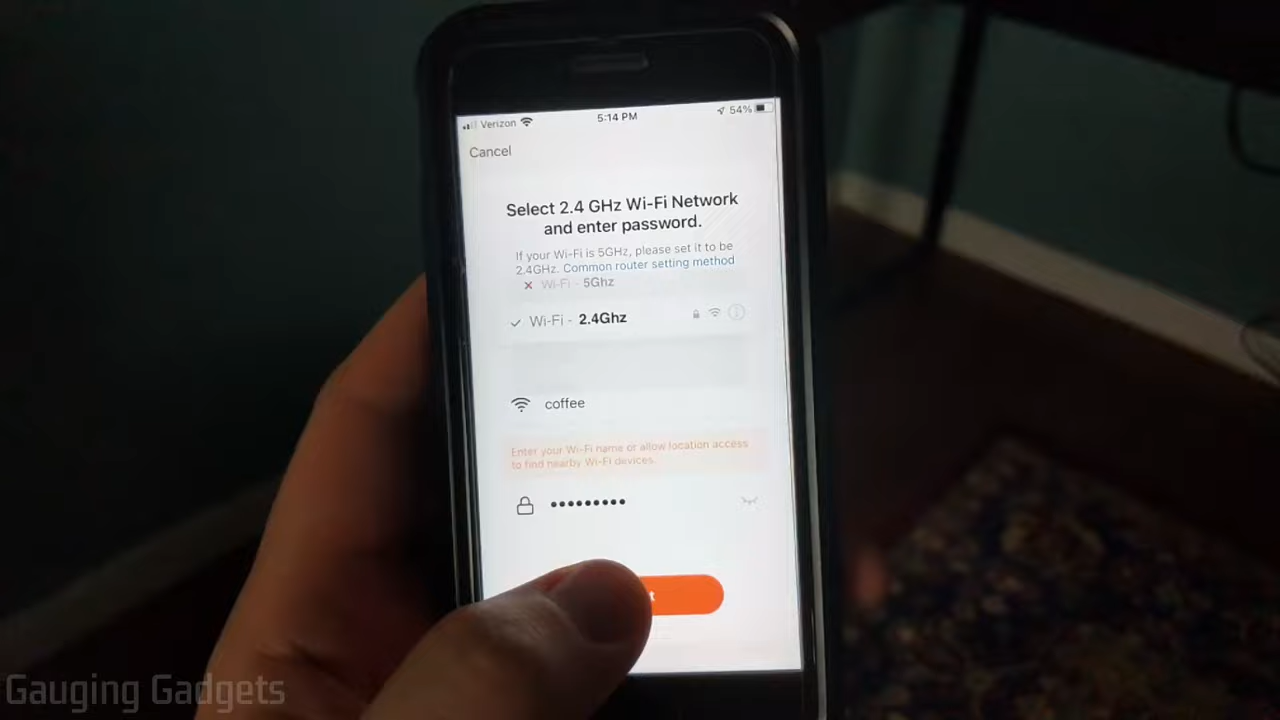 Verizon
5:14 PM
54%
Cancel
Select 2.4 GHz Wi-Fi Network
and enter password.
If your Wi-Fi is 5GHz, please set it to be
2.4GHz. Common router setting method
Wi-Fi - 5Ghz
Wi-Fi - 2.4Ghz
coffee
Enter your Wi-Fi name or allow location access
to find nearby Wi-Fi devices.
•••••••••
Gauging Gadgets